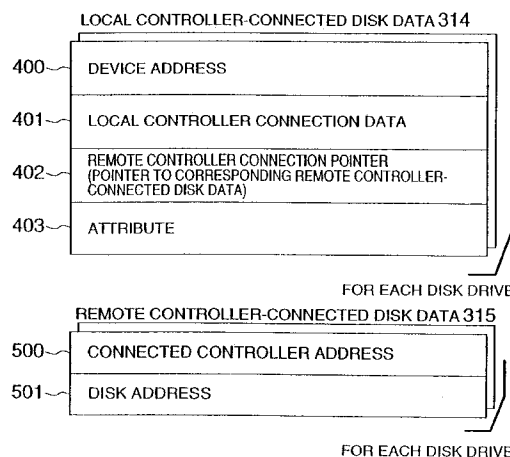 LOCAL CONTROLLER-CONNECTED DISK DATA 314
400 DEVICE ADDRESS
401 LOCAL CONTROLLER CONNECTION DATA
402 REMOTE CONTROLLER CONNECTION POINTER
(POINTER TO CORRESPONDING REMOTE CONTROLLER-
CONNECTED DISK DATA)
403 ATTRIBUTE
FOR EACH DISK DRIVE
REMOTE CONTROLLER-CONNECTED DISK DATA 315
500 CONNECTED CONTROLLER ADDRESS
501 DISK ADDRESS
FOR EACH DISK DRIVE